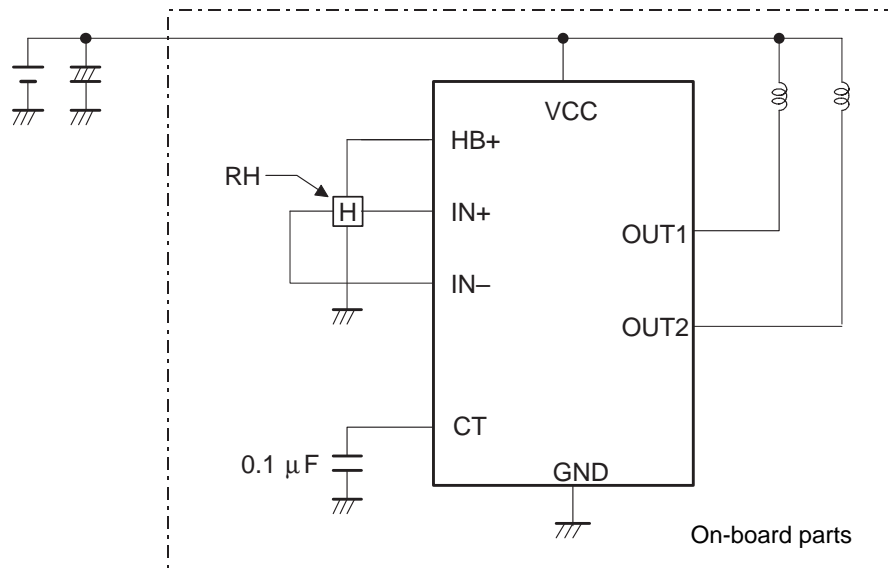 VCC
HB+
RH
H
IN+
OUT1
IN–
OUT2
CT
0.1 µF
GND
On-board parts